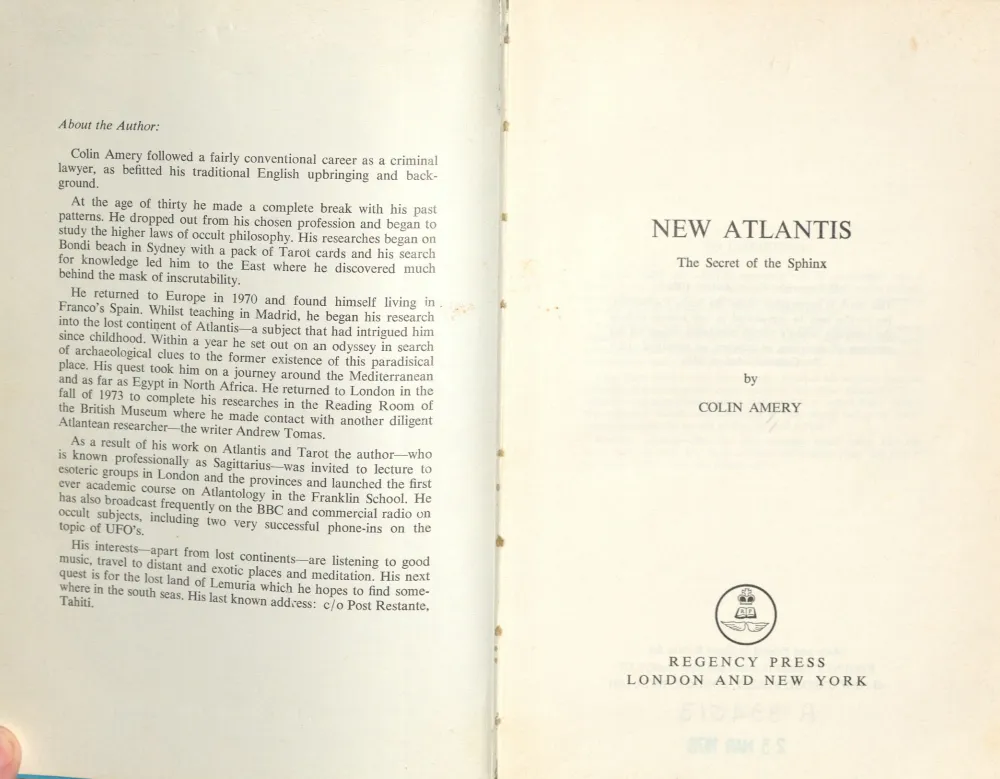 About the Author:
Colin Amery followed a fairly conventional career as a criminal
lawyer, as befitted his traditional English upbringing and back-
ground.
At the age of thirty he made a complete break with his past
patterns. He dropped out from his chosen profession and began to
study the higher laws of occult philosophy. His researches began on
Bondi beach in Sydney with a pack of Tarot cards and his search
for knowledge led him to the East where he discovered much
behind the mask of inscrutability.
He returned to Europe in 1970 and found himself living in
Franco's Spain. Whilst teaching in Madrid, he began his research
into the lost continent of Atlantis—a subject that had intrigued him
since childhood. Within a year he set out on an odyssey in search
of archaeological clues to the former existence of this paradisical
place. His quest took him on a journey around the Mediterranean
and as far as Egypt in North Africa. He returned to London in the
fall of 1973 to complete his researches in the Reading Room of
the British Museum where he made contact with another diligent
Atlantean researcher—the writer Andrew Tomas.
As a result of his work on Atlantis and Tarot the author—who
is known professionally as Sagittarius—was invited to lecture to
esoteric groups in London and the provinces and launched the first
ever academic course on Atlantology in the Franklin School. He
has also broadcast frequently on the BBC and commercial radio on
occult subjects, including two very successful phone-ins on the
topic of UFO's.
His interests—apart from lost continents—are listening to good
music, travel to distant and exotic places and meditation. His next
quest is for the lost land of Lemuria which he hopes to find some-
where in the south seas. His last known address: c/o Post Restante,
Tahiti.
NEW ATLANTIS
The Secret of the Sphinx
by
COLIN AMERY
REGENCY PRESS
LONDON AND NEW YORK